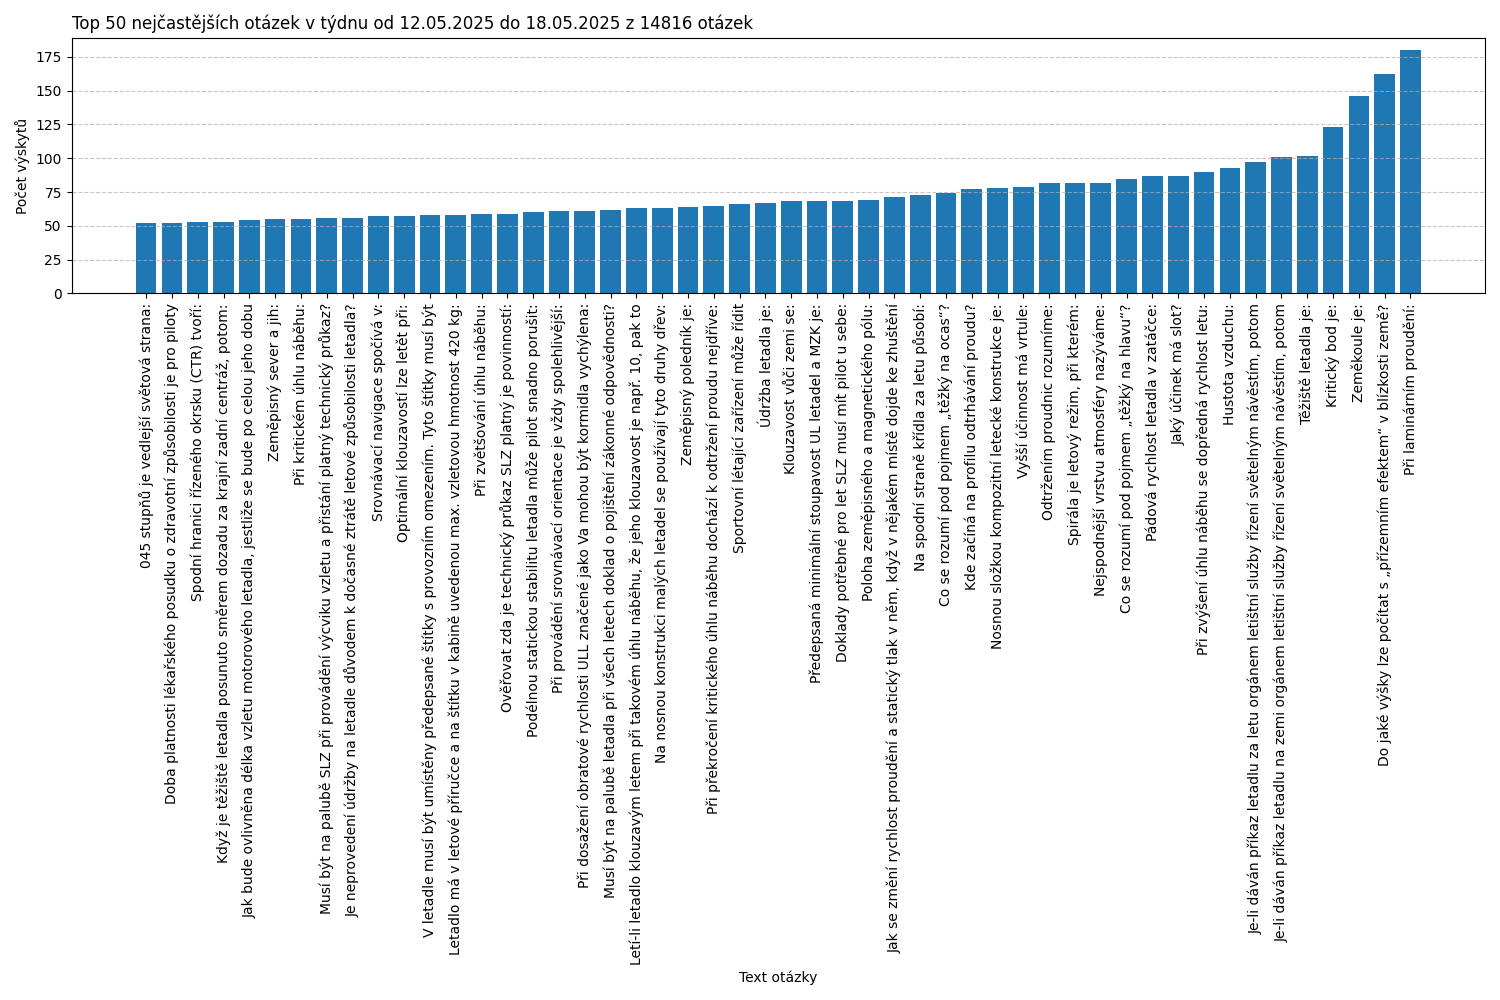 Top 50 nejčastějších otázek v týdnu od 12.05.2025 do 18.05.2025 z 14816 otázek
Počet výskytů
175
150
125
100
75
50
25
0
045 stupňů je vedlejší světová strana:
Doba platnosti lékařského posudku o zdravotní způsobilosti je pro piloty
Spodní hranicí řízeného okorsku (CTR) tvoří:
Když je těžiště letadla posunuto směrem dozadu za krajní zadní centráž, potom:
Jak bude ovlivněna délka vzletu motorového letadla, jestliže se bude po celou jeho dobu
Zeměpisný sever a jih:
Při kritickém úhlu náběhu:
Musí být na palubě SLZ při provádění výcviku vzletu a přistání platný technický průkaz?
Je neprovedení údržby na letadle důvodem k dočasné ztrátě letové způsobilosti letadla?
Srovnávací navigace spočívá v:
Optimální klouzavostí lze letět při:
V letadle musí být umístěny předepsané štítky s provozním omezením. Tyto štítky musí být
Letadlo má v letové příručce a na štítku v kabině uvedenou max. vzletovou hmotnost 420 kg:
Při zvětšování úhlu náběhu:
Ověřovat zda je technický průkaz SLZ platný je povinností:
Podélnou statickou stabilitu letadla může pilot snadno porušit:
Při provádění srovnávací orientace je vždy spolehlivější:
Při dosažení obratové rychlosti ULL značené jako Va mohou být kormidla vychýlena:
Musí být na palubě letadla při všech letech doklad o pojištění zákonné odpovědnosti?
Letí-li letadlo klouzavým letem při takovém úhlu náběhu, že jeho klouzavost je např. 10, pak to
Na nosnou konstrukci malých letadel se používají tyto druhy dřev:
Zeměpisný poledník je:
Při překročení kritického úhlu náběhu dochází k odtržení proudu nejdříve:
Sportovní létající zařízení může řídit
Údržba letadla je:
Klouzavost vůči zemi se:
Předepsaná minimální stoupavost UL letadel a MZK je:
Doklady potřebné pro let SLZ musí mít pilot u sebe:
Poloha zeměpisného a magnetického pólu:
Jak se změní rychlost proudění a statický tlak v něm, když v nějakém místě dojde ke zhuštění
Na spodní straně křídla za letu působí:
Co se rozumí pod pojmem „těžký na ocas“?
Kde začíná na profilu odtrhávání proudu?
Nosnou složkou kompozitní letecké konstrukce je:
Vyšší účinnost má vrtule:
Odtržením proudnic rozumíme:
Spirála je letový režim, při kterém:
Nejspodnější vrstvu atmosféry nazýváme:
Co se rozumí pod pojmem „těžký na hlavu“?
Pádová rychlost letadla v zatáčce:
Jaký účinek má slot?
Při zvýšení úhlu náběhu se dopředná rychlost letu:
Hustota vzduchu:
Je-li dáván příkaz letadlu za letu orgánem letištní služby řízení světelným návěstím, potom
Je-li dáván příkaz letadlu na zemi orgánem letištní služby řízení světelným návěstím, potom
Těžiště letadla je:
Kritický bod je:
Zeměkoule je:
Do jaké výšky lze počítat s „přízemním efektem“ v blízkosti země?
Při laminárním proudění:
Text otázky